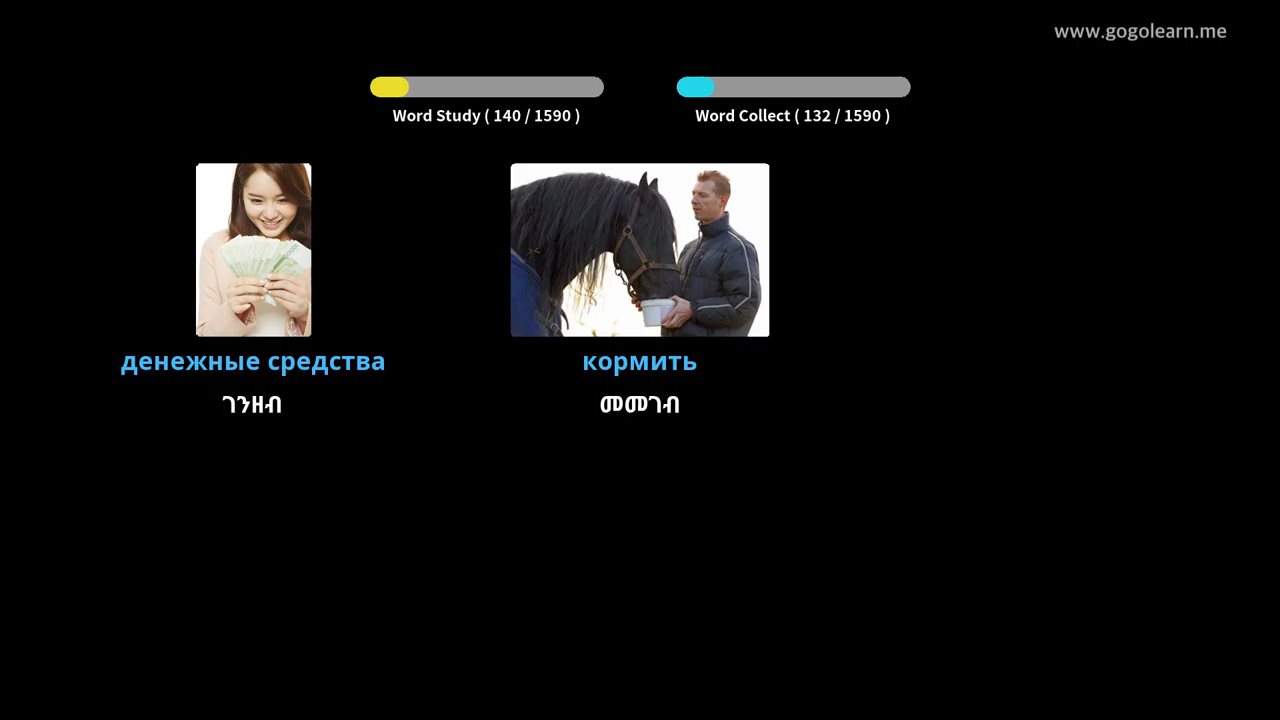 www.gogolearn.me
Word Study ( 140 / 1590 )
Word Collect ( 132 / 1590 )
денежные средства
ገንዘብ
кормить
መመገብ